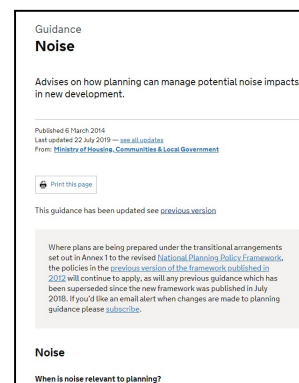 Guidance
Noise
Advises on how planning can manage potential noise impacts
in new development.
Published 6 March 2014
Last updated 22 July 2019 — see all updates
From: Ministry of Housing, Communities & Local Government
Print this page
This guidance has been updated see previous version
Where plans are being prepared under the transitional arrangements
set out in Annex 1 to the revised National Planning Policy Framework,
the policies in the previous version of the framework published in
2012 will continue to apply, as will any previous guidance which has
been superseded since the new framework was published in July
2018. If you'd like an email alert when changes are made to planning
guidance please subscribe.
Noise
When is noise relevant to planning?